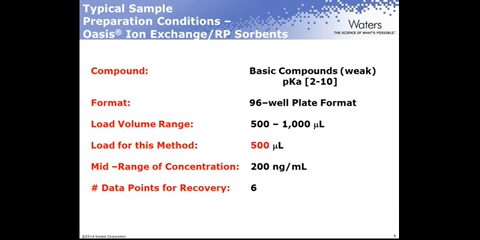 Typical Sample
Preparation Conditions –
Oasis® Ion Exchange/RP Sorbents
Waters
THE SCIENCE OF WHAT'S POSSIBLE.®
Compound: Basic Compounds (weak)
pKa [2-10]
Format: 96–well Plate Format
Load Volume Range: 500 – 1,000 μL
Load for this Method: 500 μL
Mid –Range of Concentration: 200 ng/mL
# Data Points for Recovery: 6
©2014 Waters Corporation